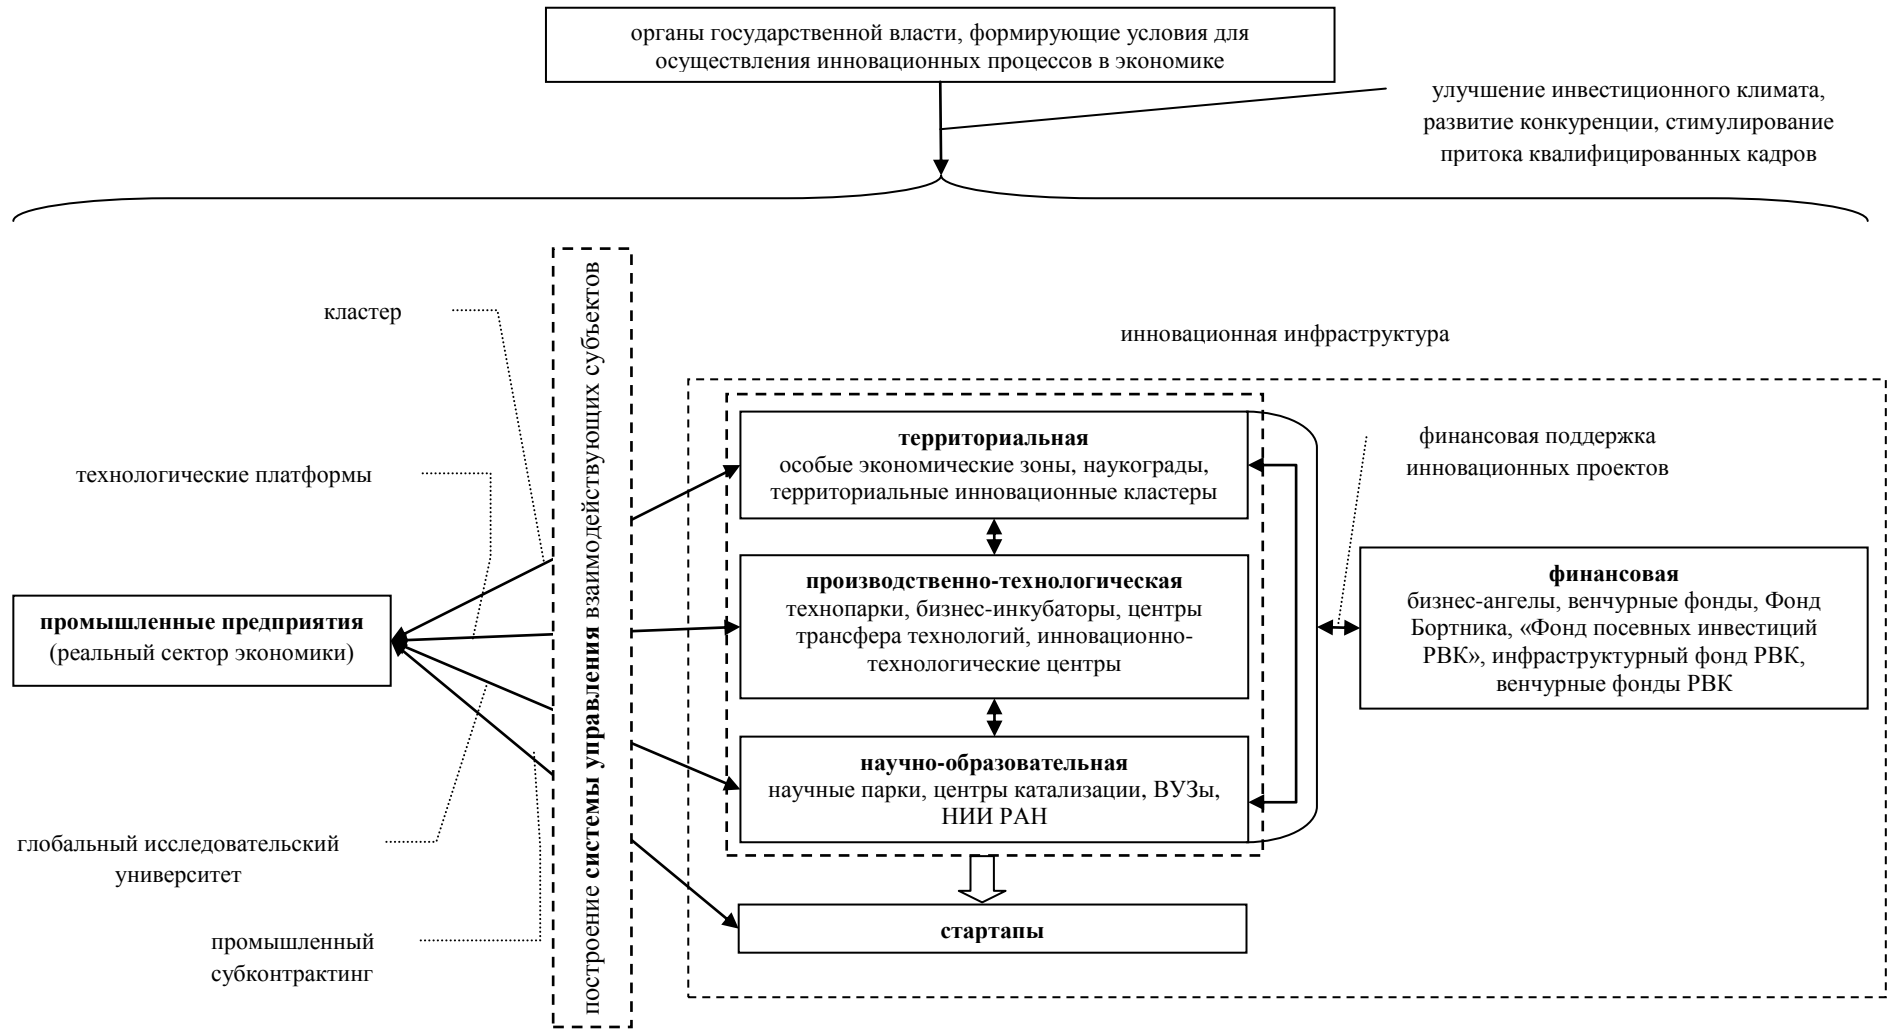 органы государственной власти, формирующие условия для
осуществления инновационных процессов в экономике
улучшение инвестиционного климата,
развитие конкуренции, стимулирование
притока квалифицированных кадров
кластер
технологические платформы
промышленные предприятия
(реальный сектор экономики)
глобальный исследовательский
университет
промышленный
субконтрактинг
построение системы управления взаимодействующих субъектов
инновационная инфраструктура
территориальная
особые экономические зоны, наукограды,
территориальные инновационные кластеры
производственно-технологическая
технопарки, бизнес-инкубаторы, центры
трансфера технологий, инновационно-
технологические центры
научно-образовательная
научные парки, центры катализации, ВУЗы,
НИИ РАН
стартапы
финансовая поддержка
инновационных проектов
финансовая
бизнес-ангелы, венчурные фонды, Фонд
Бортника, «Фонд посевных инвестиций
РВК», инфраструктурный фонд РВК,
венчурные фонды РВК